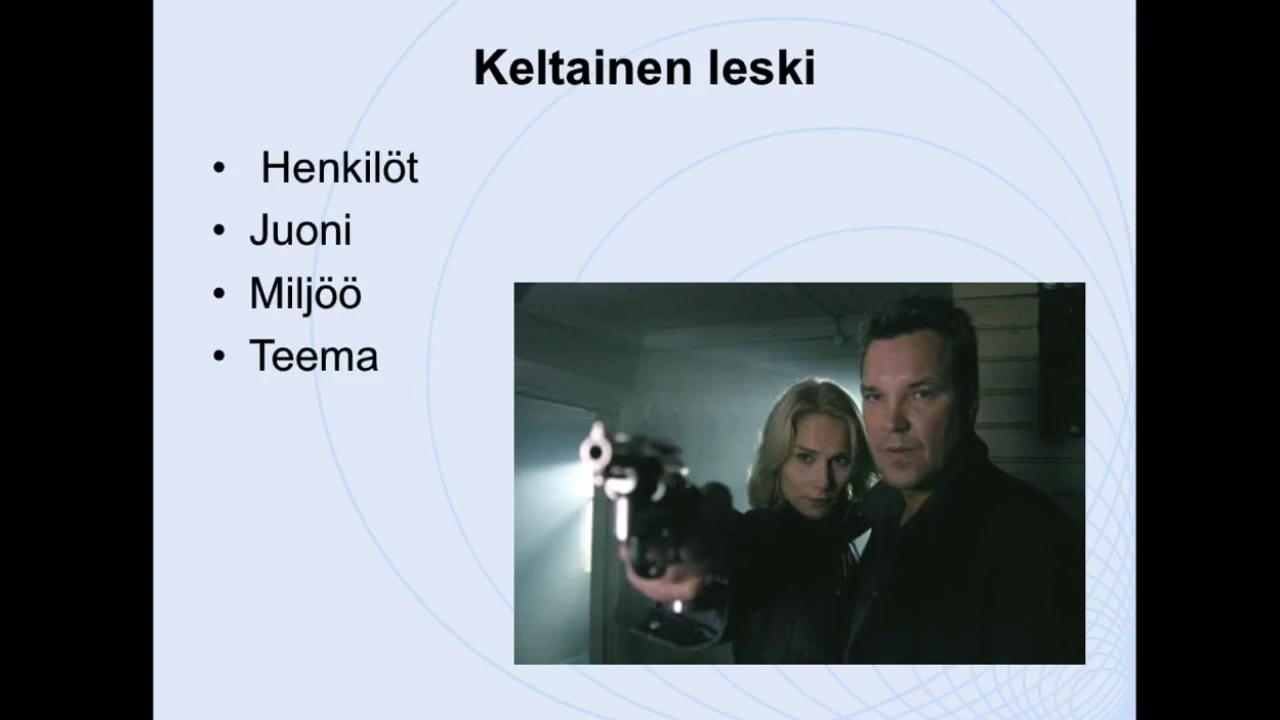 Keltainen leski
• Henkilöt
• Juoni
• Miljöö
• Teema